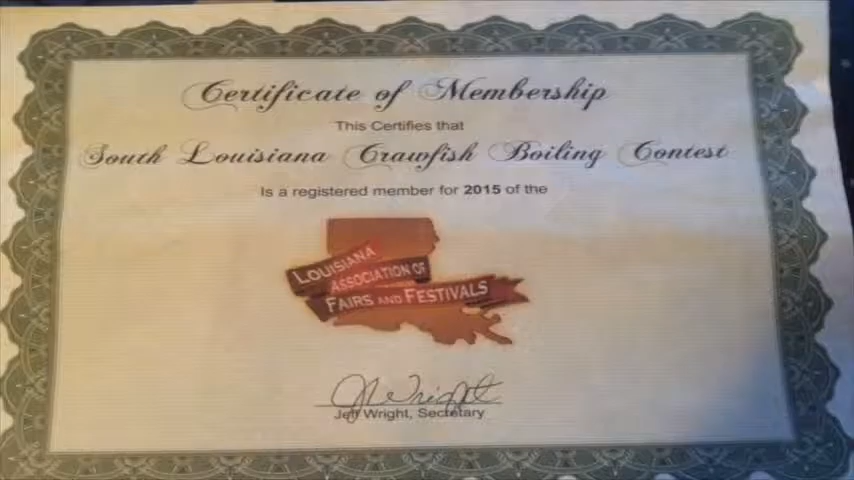 Certificate of Membership
This Certifies that
South Louisiana Crawfish Boiling Contest
Is a registered member for 2015 of the
LOUISIANA
ASSOCIATION OF
FAIRS AND FESTIVALS
J Wright
Jeff Wright, Secretary